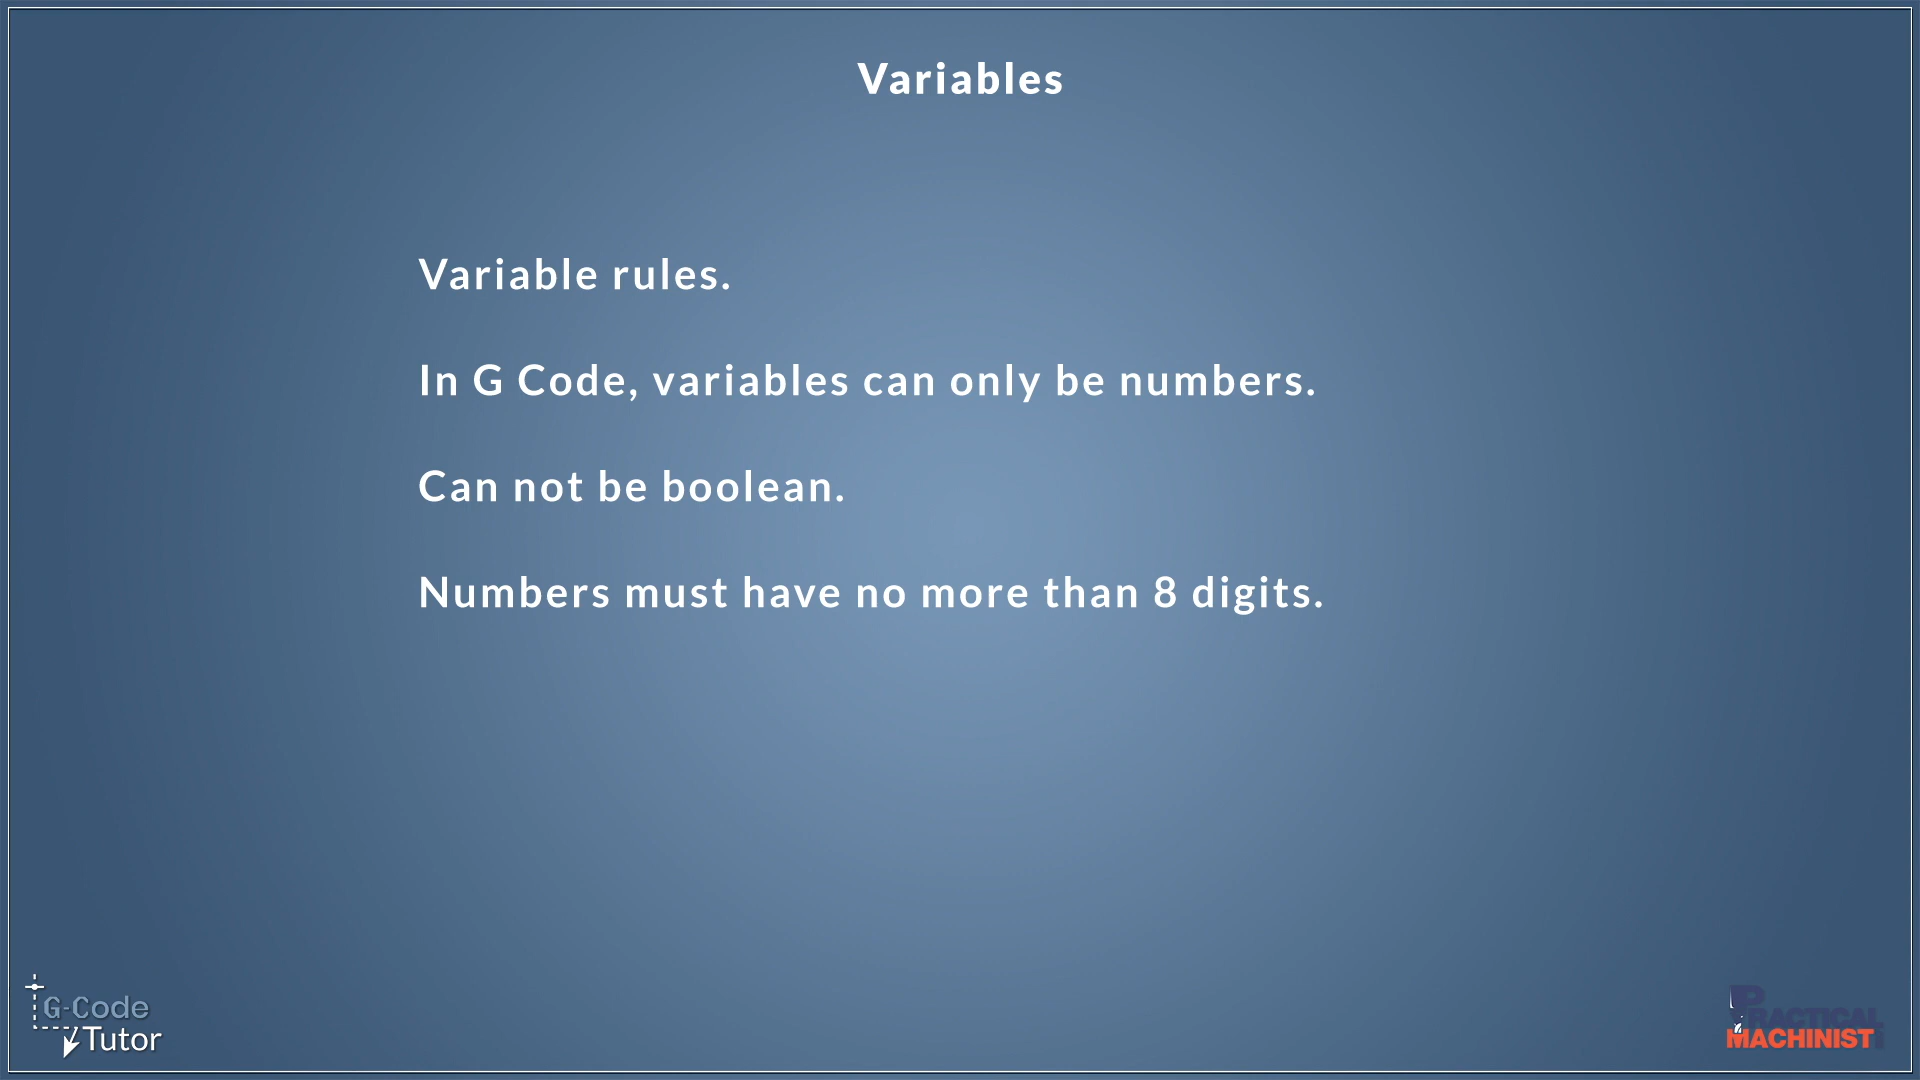 Variables
Variable rules.
In G Code, variables can only be numbers.
Can not be boolean.
Numbers must have no more than 8 digits.
G-Code
Tutor
PRACTICAL
MACHINIST